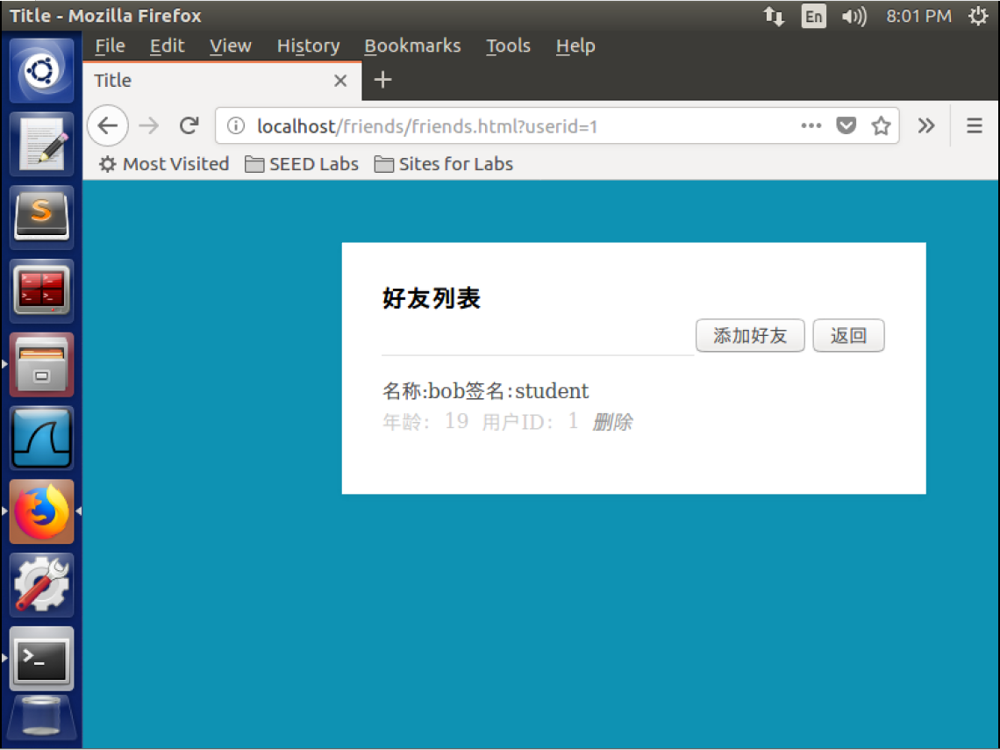 Title - Mozilla Firefox En 8:01 PM
File Edit View History Bookmarks Tools Help
Title
localhost/friends/friends.html?userid=1
Most Visited SEED Labs Sites for Labs
好友列表
添加好友 返回
名称:bob签名:student
年龄: 19 用户ID: 1 删除